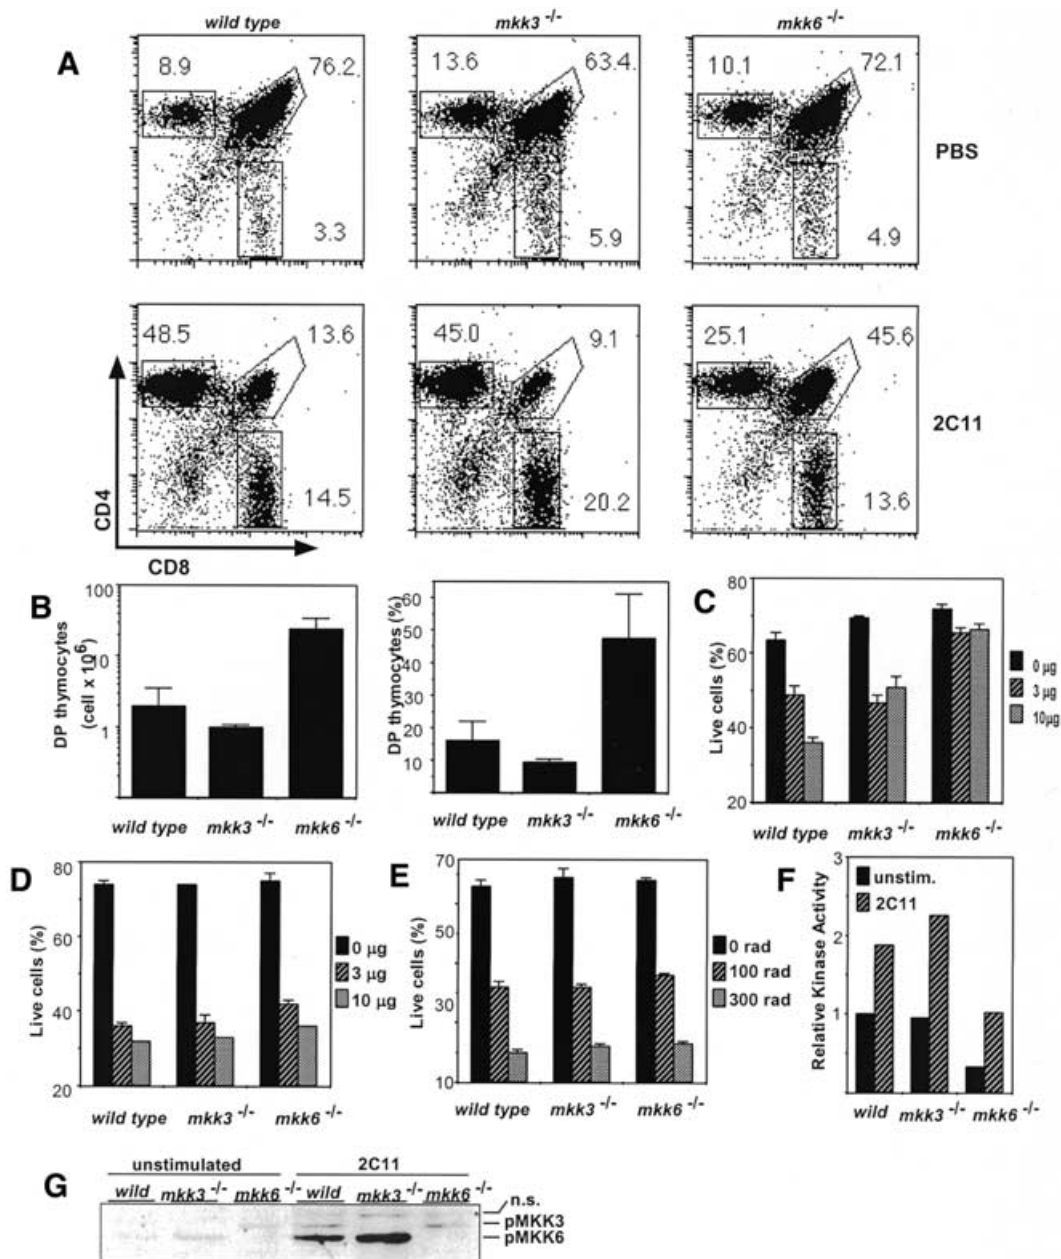 wild type mkk3 -/- mkk6 -/-
A
8.9 76.2 13.6 63.4 10.1 72.1
PBS
3.3 5.9 4.9
48.5 13.6 45.0 9.1 25.1 45.6
2C11
14.5 20.2 13.6
CD4
CD8
B
DP thymocytes (cell x 10^6)
100
10
1
wild type mkk3 -/- mkk6 -/-
DP thymocytes (%)
60
50
40
30
20
10
wild type mkk3 -/- mkk6 -/-
C
Live cells (%)
80
60
40
20
0 µg
3 µg
10µg
wild type mkk3 -/- mkk6 -/-
D
Live cells (%)
80
60
40
20
0 µg
3 µg
10 µg
wild type mkk3 -/- mkk6 -/-
E
Live cells (%)
70
50
30
10
0 rad
100 rad
300 rad
wild type mkk3 -/- mkk6 -/-
F
Relative Kinase Activity
3
2
1
unstim.
2C11
wild mkk3 -/- mkk6 -/-
G
unstimulated 2C11
wild mkk3 -/- mkk6 -/- wild mkk3 -/- mkk6 -/-
n.s.
pMKK3
pMKK6